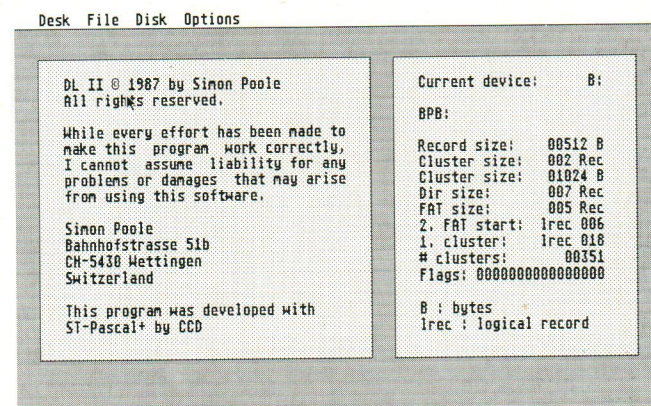 Desk File Disk Options
DL II © 1987 by Simon Poole
All rights reserved.
While every effort has been made to
make this program work correctly,
I cannot assume liability for any
problems or damages that may arise
from using this software.
Simon Poole
Bahnhofstrasse 51b
CH-5430 Wettingen
Switzerland
This program was developed with
ST-Pascal+ by CCD
Current device: B:
BPB:
Record size: 00512 B
Cluster size: 002 Rec
Cluster size: 01024 B
Dir size: 007 Rec
FAT size: 005 Rec
2. FAT start: lrec 006
1. cluster: lrec 018
# clusters: 00351
Flags: 0000000000000000
B : bytes
lrec : logical record